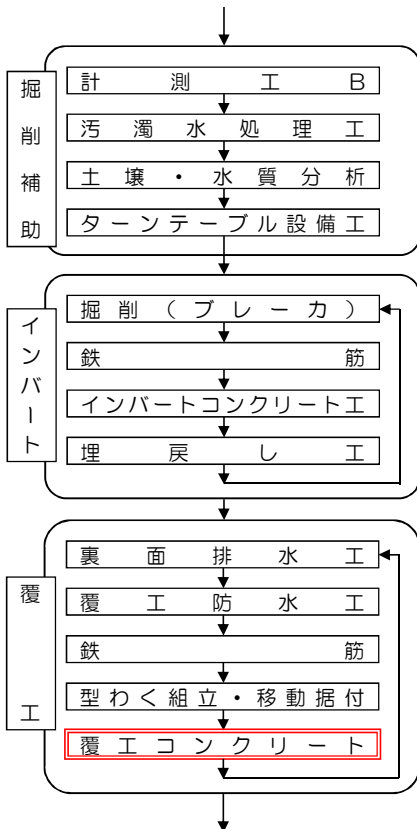 掘削補助
計測工B
汚濁水処理工
土壌・水質分析
ターンテーブル設備工
インバート
掘削(ブレーカ)
鉄筋
インバートコンクリート工
埋戻し工
覆工
裏面排水工
覆工防水工
鉄筋
型わく組立・移動据付
覆工コンクリート